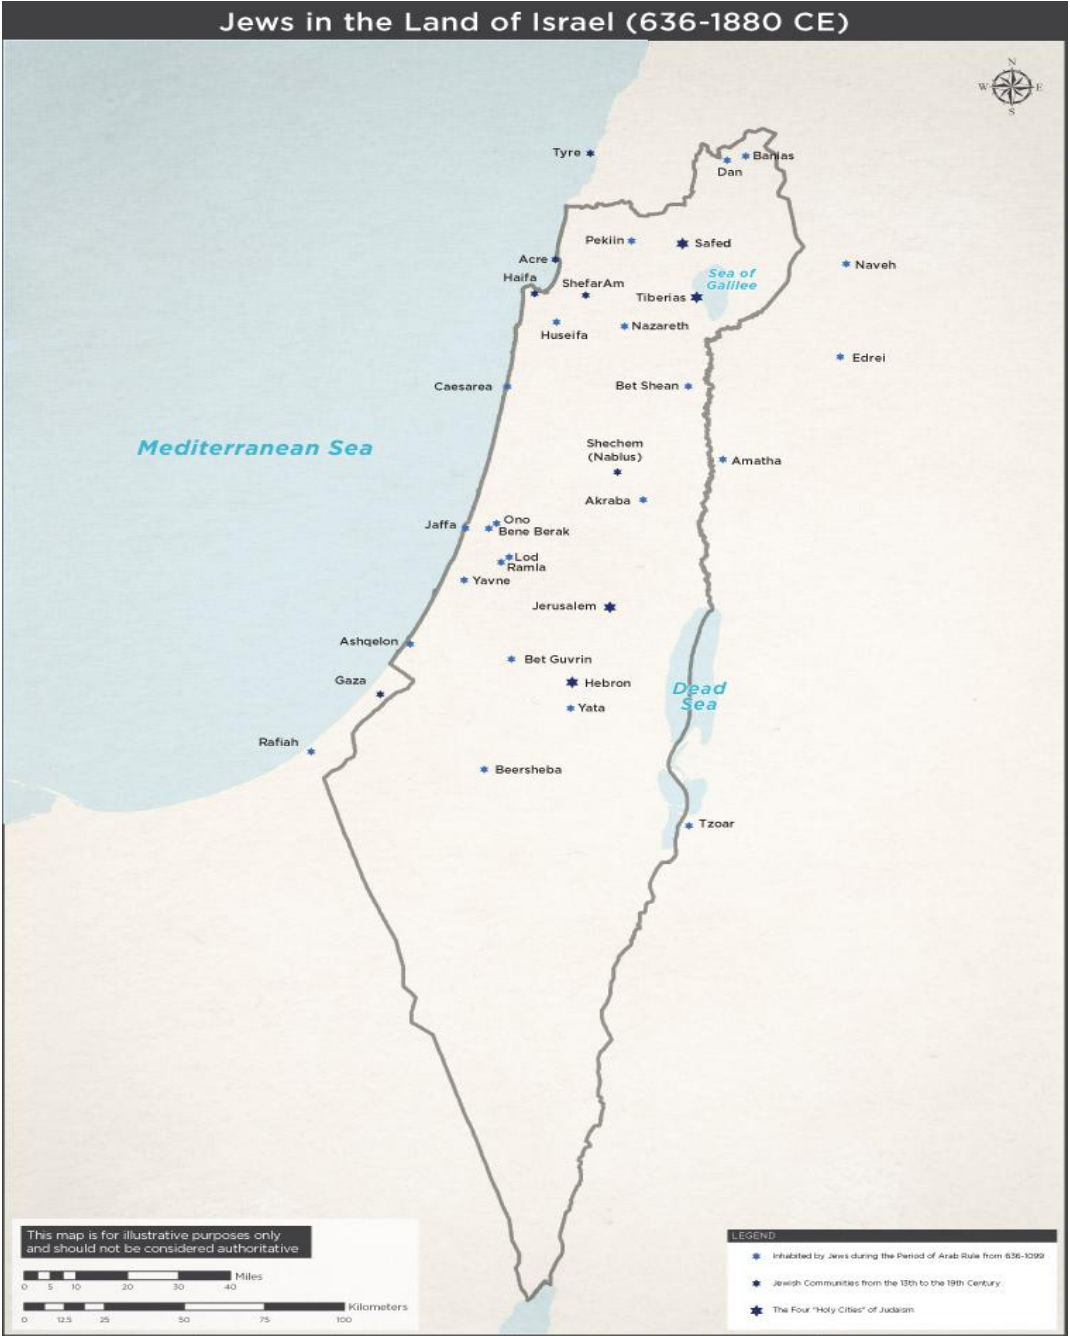 Jews in the Land of Israel (636-1880 CE)
N
W E
S
Tyre
Banias
Dan
Pekiin
Safed
Acre
Naveh
Haifa
ShefarAm
Sea of
Galilee
Tiberias
Nazareth
Huseifa
Edrei
Caesarea
Bet Shean
Mediterranean Sea
Shechem
(Nablus)
Amatha
Akraba
Jaffa
Ono
Bene Berak
Lod
Ramla
Yavne
Jerusalem
Ashqelon
Bet Guvrin
Gaza
Hebron
Dead
Sea
Yata
Rafiah
Beersheba
Tzoar
This map is for illustrative purposes only
and should not be considered authoritative
Miles
0 5 10 20 30 40
Kilometers
0 12.5 25 50 75 100
LEGEND
Inhabited by Jews during the Period of Arab Rule from 636-1099
Jewish Communities from the 13th to the 19th Century
The Four "Holy Cities" of Judaism